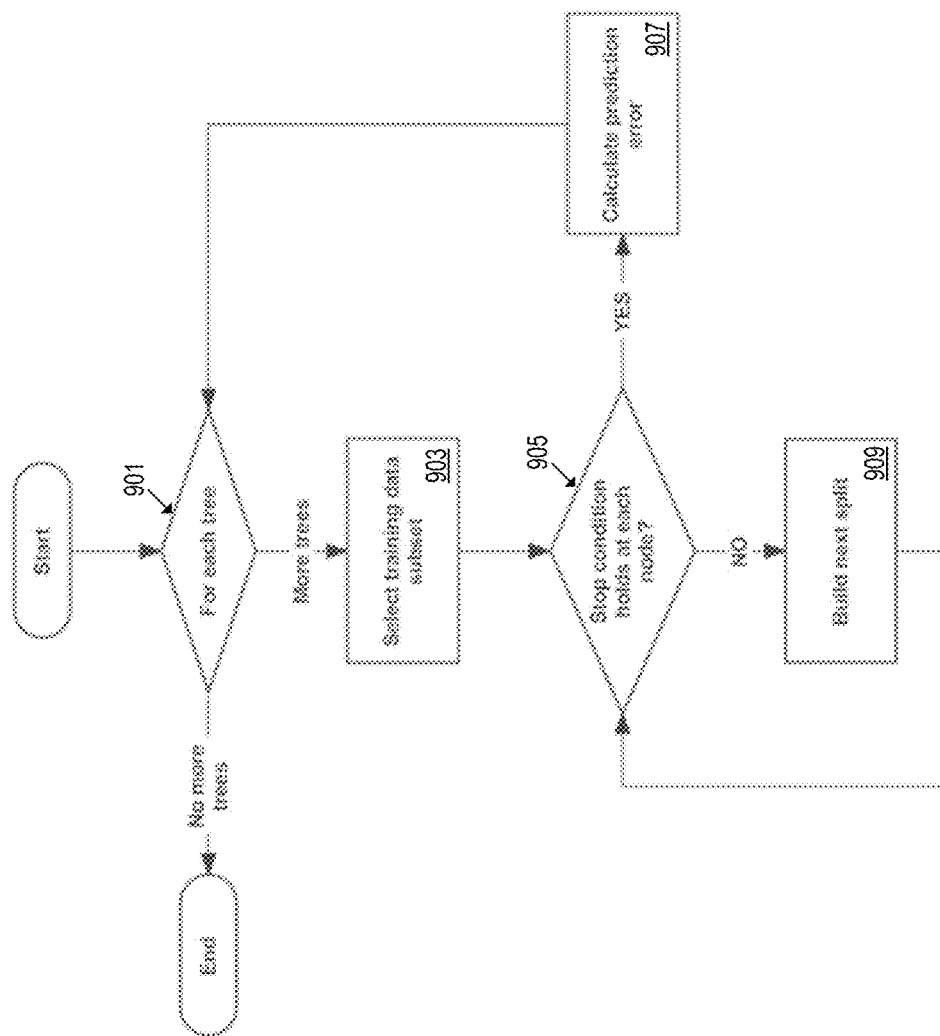 Start
901
For each tree
No more
trees
End
More trees
903
Select training data
subset
905
Stop condition
holds at each
node?
YES
907
Calculate prediction
error
NO
909
Build next split